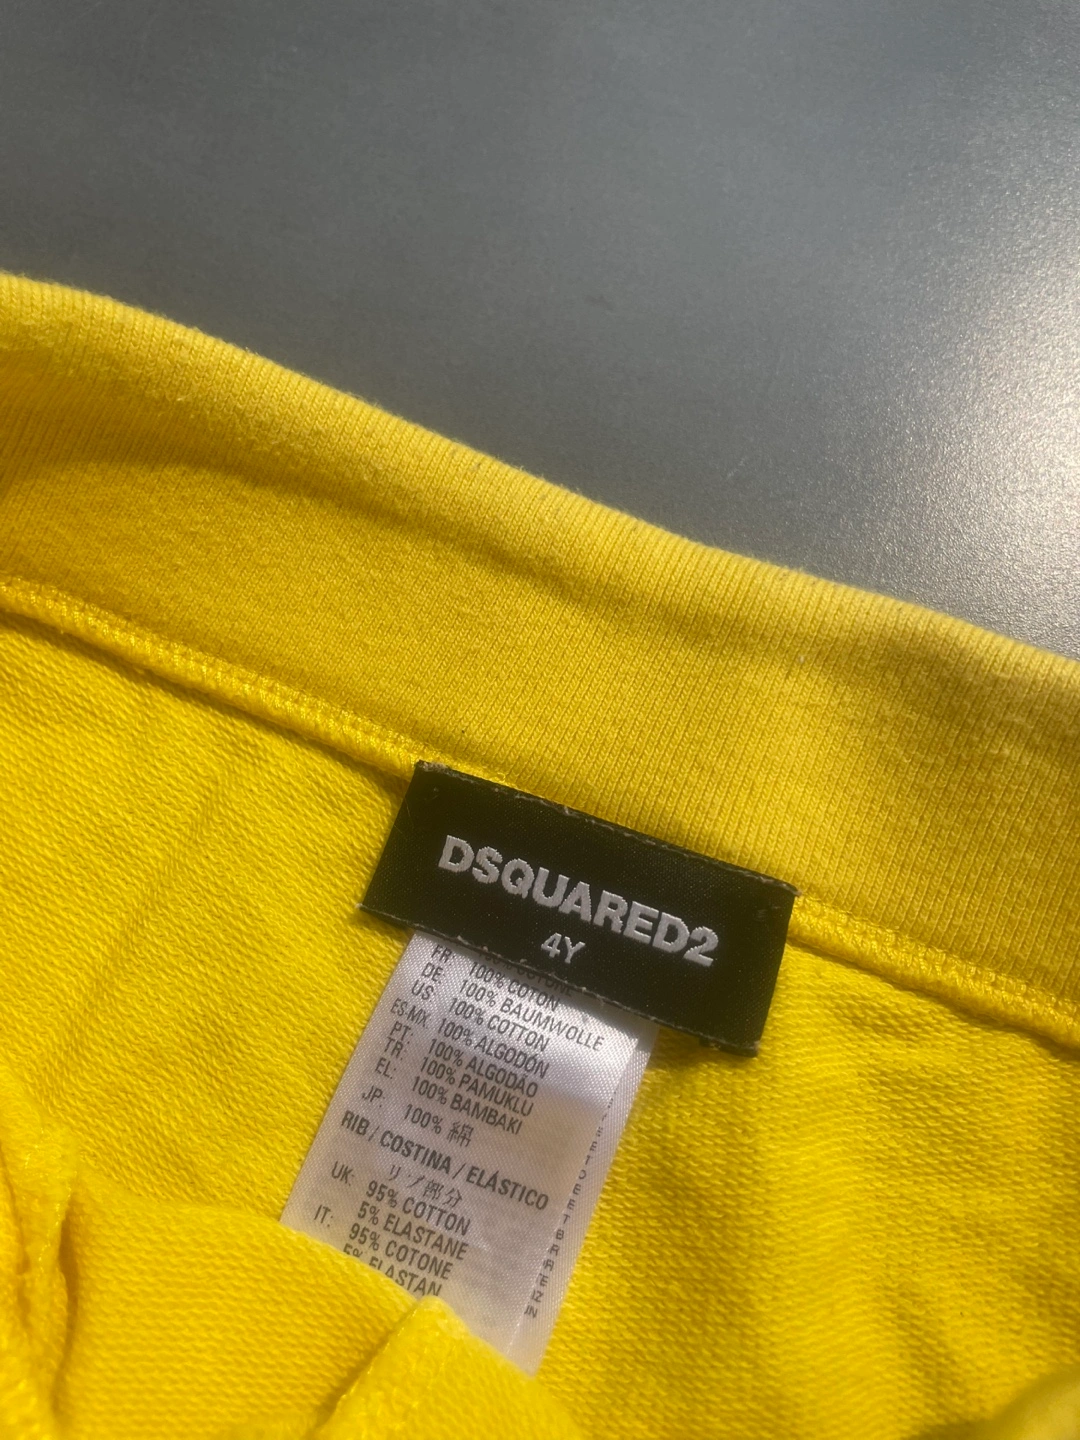 DSQUARED2
4Y
FR: 100% COTON
DE: 100% BAUMWOLLE
US: 100% COTTON
ES-MX: 100% ALGODÓN
PT: 100% ALGODÃO
TR: 100% PAMUKLU
EL: 100% BAMBAKI
JP: 100% 綿
RIB / COSTINA / ELÁSTICO
リブ部分
UK: 95% COTTON
5% ELASTANE
IT: 95% COTONE
5% ELASTAN